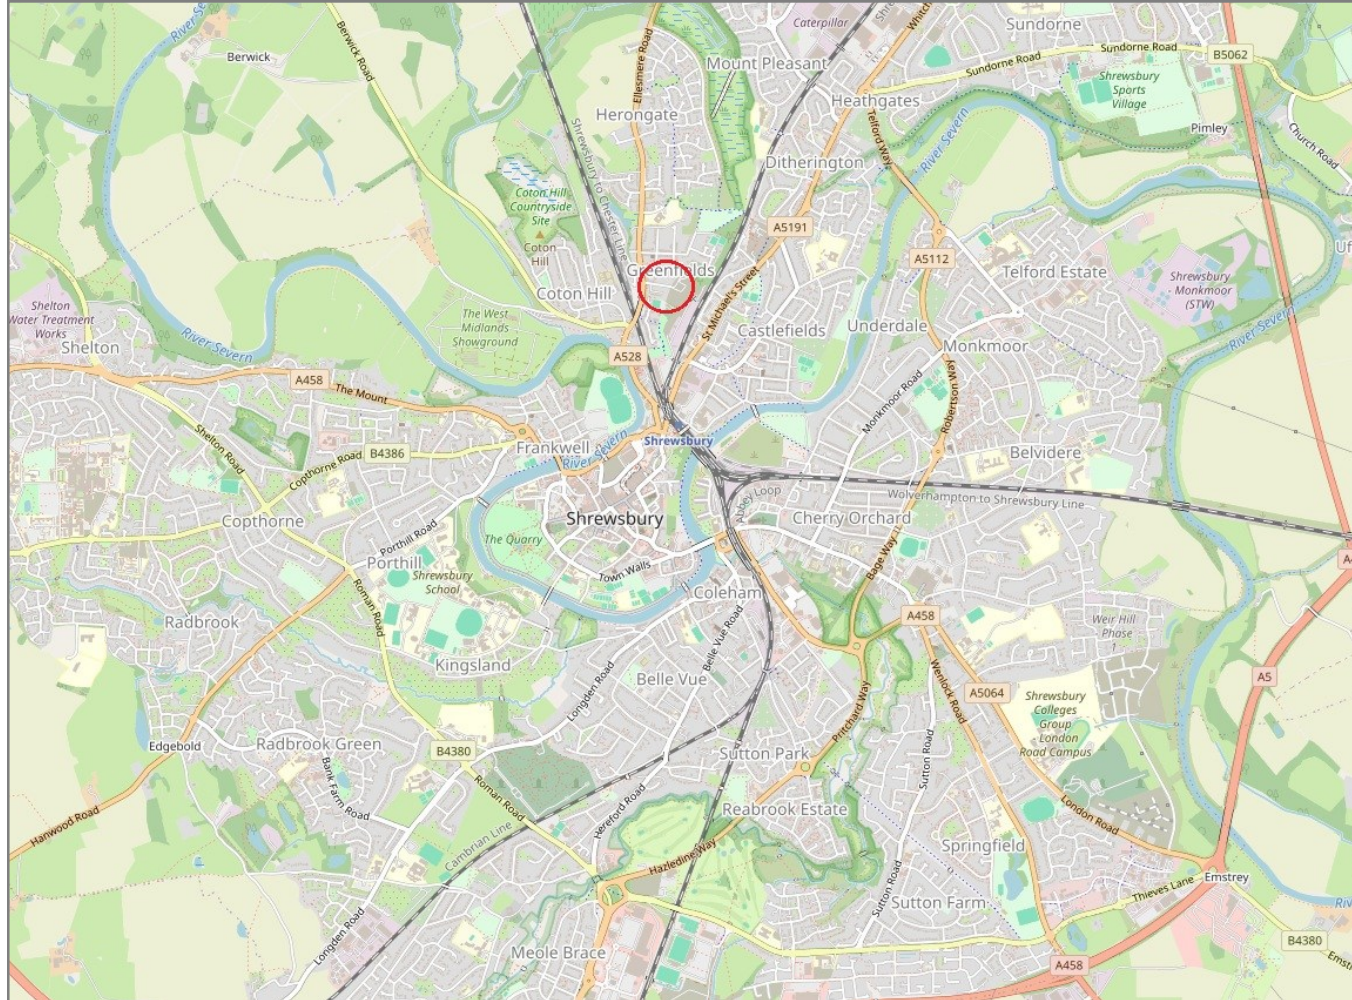 River Se
Berwick
Berwick Road
Ellesmere Road
Caterpillar
Whitch
Sundorne
Mount Pleasant
Sundorne Road
Sundorne Road
B5062
Shrewsbury
Sports
Village
Heathgates
Herongate
Telford Way
River Severn
Pimley
Church Road
Shrewsbury to Chester Line
Ditherington
Coton Hill
Countryside
Site
Coton
Hill
A5191
A5112
Telford Estate
Shrewsbury
- Monkmoor
(STW)
Greenfields
Coton Hill
St Michael's Street
Shelton
Water Treatment
Works
Shelton
River Severn
The West
Midlands
Showground
Castlefields
Underdale
Monkmoor
River Severn
A528
A458
The Mount
Monkmoor Road
Robertson Way
Shelton Road
Copthorne Road
B4386
Frankwell
River Severn
Shrewsbury
Belvidere
Wolverhampton to Shrewsbury Line
Abbey Loop
Copthorne
Shrewsbury
Cherry Orchard
The Quarry
Porthill Road
Porthill
Shrewsbury
School
Town Walls
Bage Way
Coleham
Roman Road
Radbrook
A458
Weir Hill
Phase
1
Kingsland
Belle Vue Road
Longden Road
Belle Vue
Wenlock Road
A5
A5064
Shrewsbury
Colleges
Group
London
Road Campus
Pritchard Way
Edgebold
Radbrook Green
B4380
Sutton Park
Sutton Road
Bank Farm Road
Roman Road
Hereford Road
Reabrook Estate
London Road
Hanwood Road
Cambrian Line
Hazledine Way
Springfield
Emstrey
Thieves Lane
Sutton Road
Sutton Farm
Longden Road
Meole Brace
B4380
A458